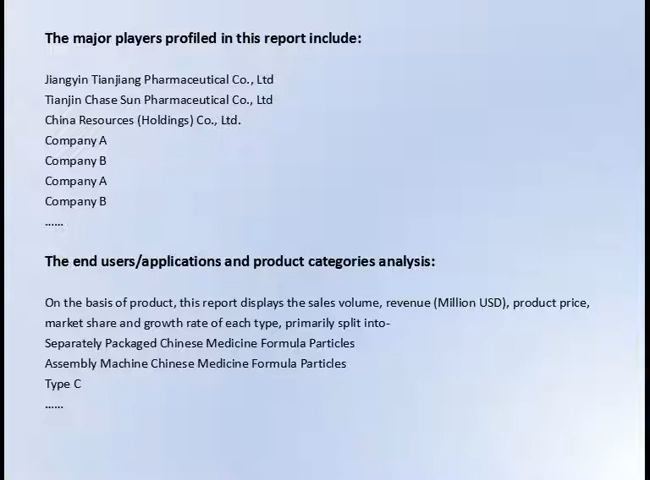 The major players profiled in this report include:
Jiangyin Tianjiang Pharmaceutical Co., Ltd
Tianjin Chase Sun Pharmaceutical Co., Ltd
China Resources (Holdings) Co., Ltd.
Company A
Company B
Company A
Company B
......
The end users/applications and product categories analysis:
On the basis of product, this report displays the sales volume, revenue (Million USD), product price,
market share and growth rate of each type, primarily split into-
Separately Packaged Chinese Medicine Formula Particles
Assembly Machine Chinese Medicine Formula Particles
Type C
......